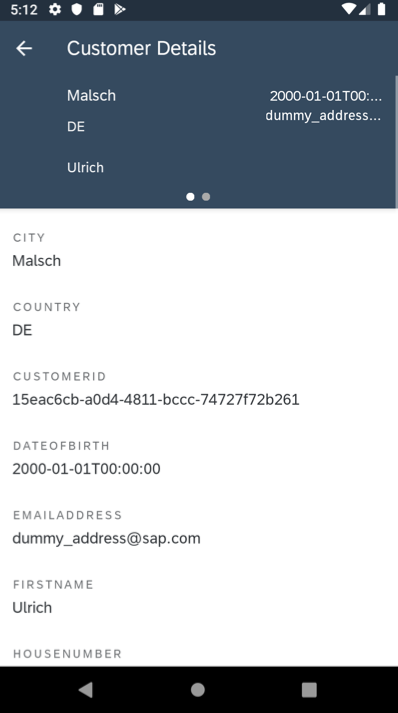 5:12
Customer Details
Malsch 2000-01-01T00:...
DE dummy_address...
Ulrich
CITY
Malsch
COUNTRY
DE
CUSTOMERID
15eac6cb-a0d4-4811-bccc-74727f72b261
DATEOFBIRTH
2000-01-01T00:00:00
EMAILADDRESS
dummy_address@sap.com
FIRSTNAME
Ulrich
HOUSENUMBER